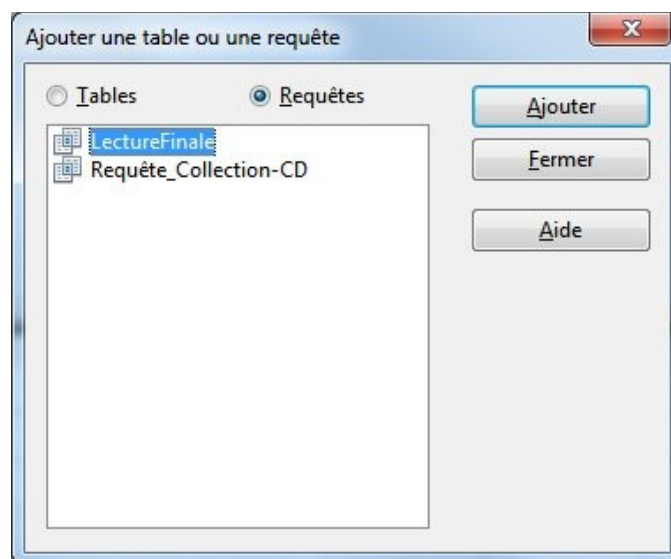 Ajouter une table ou une requête
Tables
Requêtes
LectureFinale
Requête_Collection-CD
Ajouter
Fermer
Aide